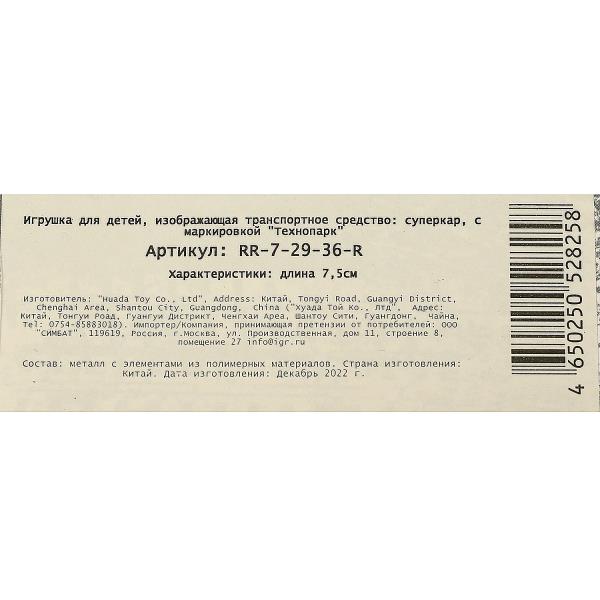 Игрушка для детей, изображающая транспортное средство: суперкар, с
маркировкой "Технопарк"
Артикул: RR-7-29-36-R
Характеристики: длина 7,5см
Изготовитель: "Huada Toy Co., Ltd", Address: Китай, Tongyi Road, Guangyi District,
Chenghai Area, Shantou City, Guangdong, China ("Хуада Той Ко., Лтд", Адрес:
Китай, Тонгуи Роад, Гуангуи Дистрикт, Ченгхаи Ареа, Шантоу Сити, Гуангдонг, Чайна,
Tel: 0754-85883018). Импортер/Компания, принимающая претензии от потребителей: ООО
"СИМБАТ", 119619, Россия, г.Москва, ул. Производственная, дом 11, строение 8,
помещение 27 info@igr.ru
Состав: металл с элементами из полимерных материалов. Страна изготовления:
Китай. Дата изготовления: Декабрь 2022 г.
4 650250 528258